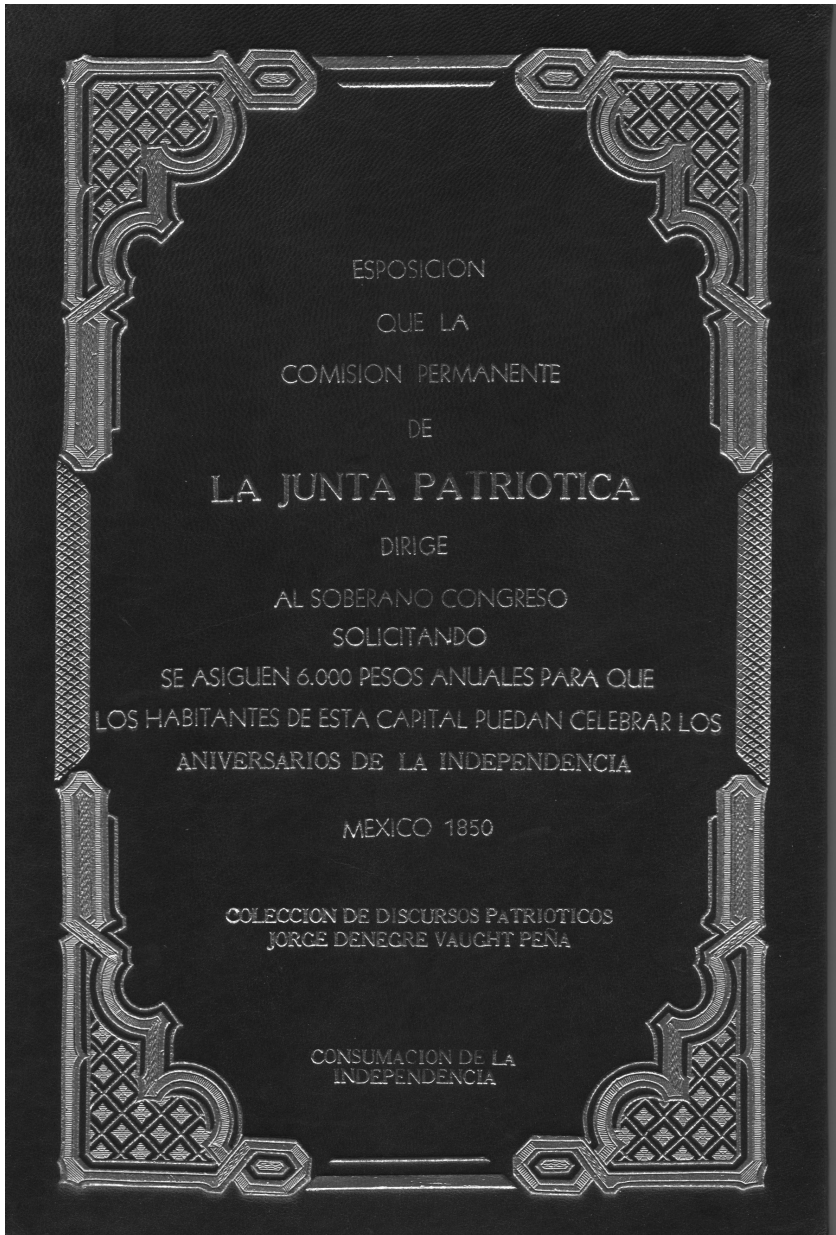 ESPOSICION
QUE LA
COMISION PERMANENTE
DE
LA JUNTA PATRIOTICA
DIRIGE
AL SOBERANO CONGRESO
SOLICITANDO
SE ASIGUEN 6.000 PESOS ANUALES PARA QUE
LOS HABITANTES DE ESTA CAPITAL PUEDAN CELEBRAR LOS
ANIVERSARIOS DE LA INDEPENDENCIA
MEXICO 1850
COLECCION DE DISCURSOS PATRIOTICOS
JORGE DENEGRE VAUGHT PEÑA
CONSUMACION DE LA
INDEPENDENCIA